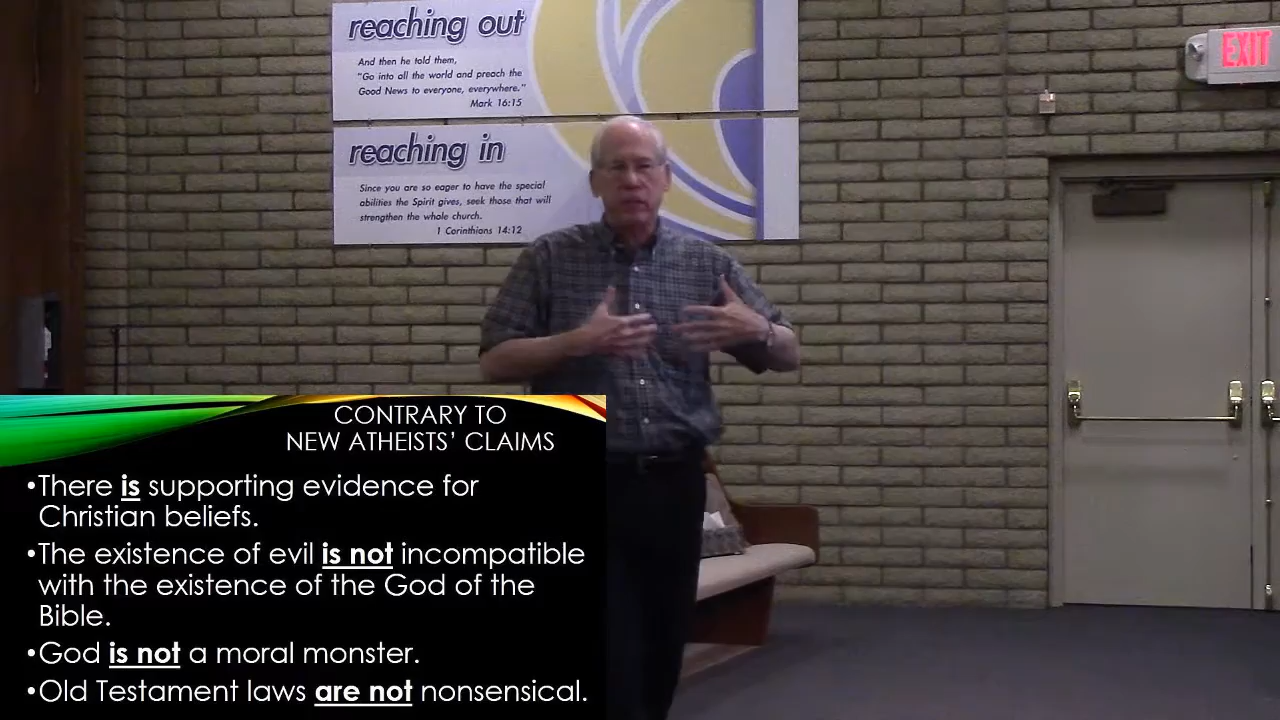 reaching out
And then he told them,
"Go into all the world and preach the
Good News to everyone, everywhere."
Mark 16:15
reaching in
Since you are so eager to have the special
abilities the Spirit gives, seek those that will
strengthen the whole church.
1 Corinthians 14:12
EXIT
CONTRARY TO
NEW ATHEISTS' CLAIMS
•There is supporting evidence for
Christian beliefs.
•The existence of evil is not incompatible
with the existence of the God of the
Bible.
•God is not a moral monster.
•Old Testament laws are not nonsensical.